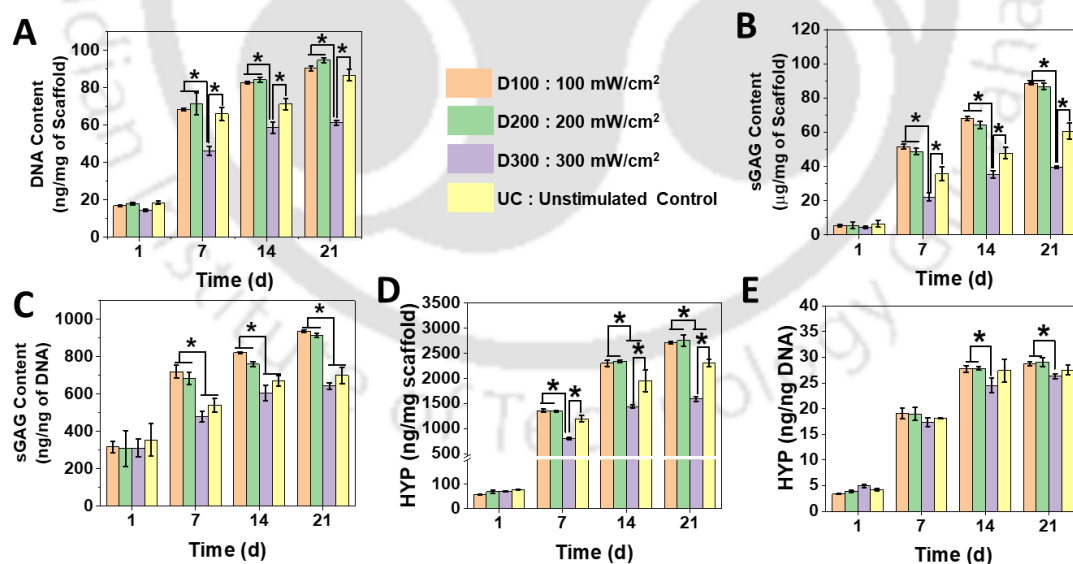 A
DNA Content
(ng/mg of Scaffold)
100
80
60
40
20
0
* * * * * *
1 7 14 21
Time (d)
D100 : 100 mW/cm²
D200 : 200 mW/cm²
D300 : 300 mW/cm²
UC : Unstimulated Control
B
sGAG Content
(µg/mg of Scaffold)
120
100
80
60
40
20
0
* * * * * *
1 7 14 21
Time (d)
C
sGAG Content
(ng/ng of DNA)
1000
800
600
400
200
0
* * *
1 7 14 21
Time (d)
D
HYP (ng/mg scaffold)
3500
3000
2500
2000
1500
1000
500
100
0
* * * * * *
1 7 14 21
Time (d)
E
HYP (ng/ng DNA)
40
35
30
25
20
15
10
5
0
* *
1 7 14 21
Time (d)
Institute of Technology